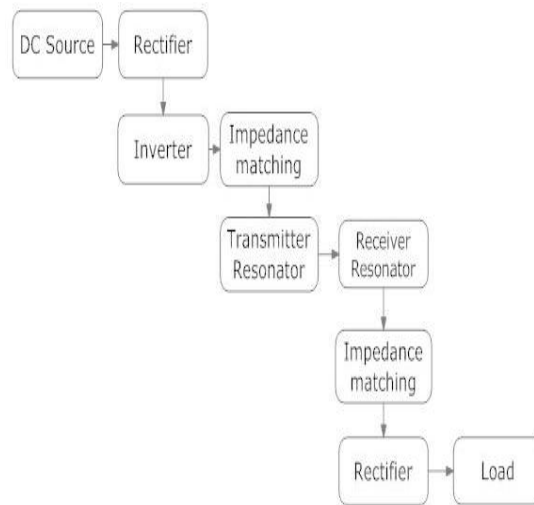 DC Source
Rectifier
Inverter
Impedance
matching
Transmitter
Resonator
Receiver
Resonator
Impedance
matching
Rectifier
Load